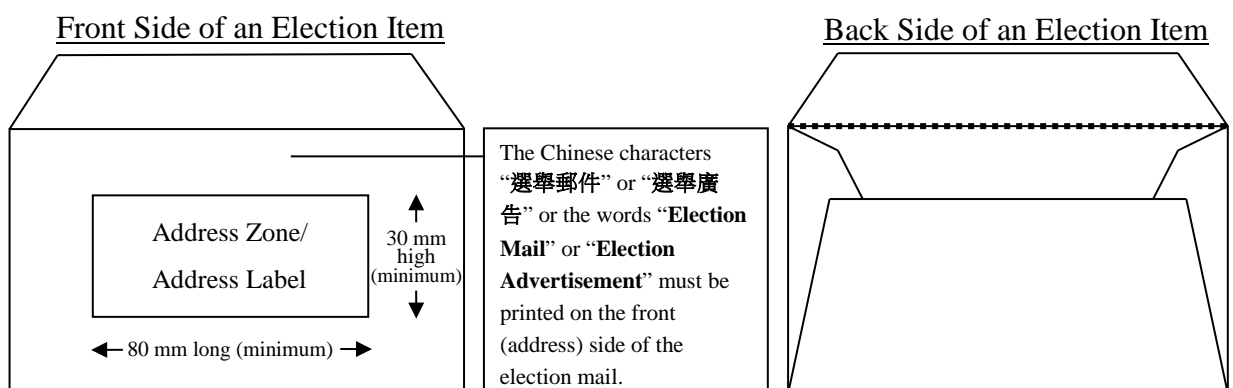 Front Side of an Election Item
Back Side of an Election Item
Address Zone/
Address Label
30 mm
high
(minimum)
80 mm long (minimum)
The Chinese characters
“選舉郵件” or “選舉廣
告” or the words “Election
Mail” or “Election
Advertisement” must be
printed on the front
(address) side of the
election mail.